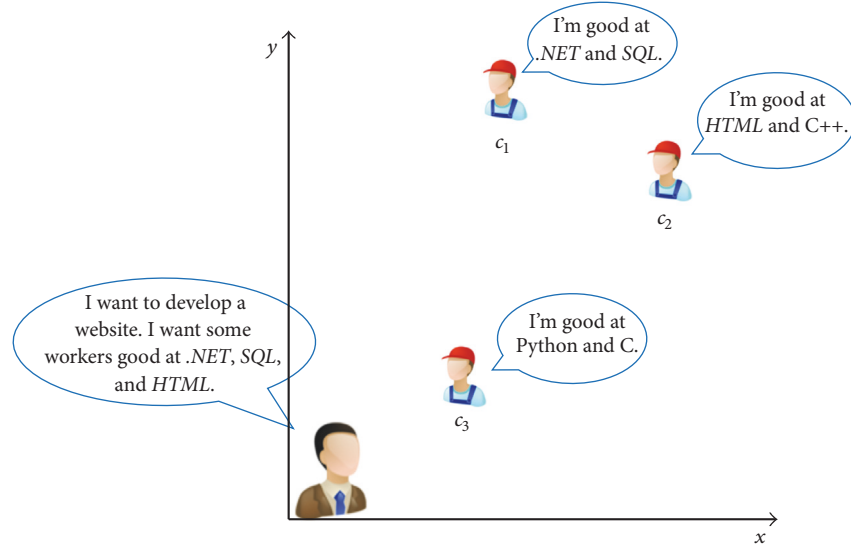 y
I'm good at
.NET and SQL.
c1
I'm good at
HTML and C++.
c2
I want to develop a
website. I want some
workers good at .NET, SQL,
and HTML.
I'm good at
Python and C.
c3
x